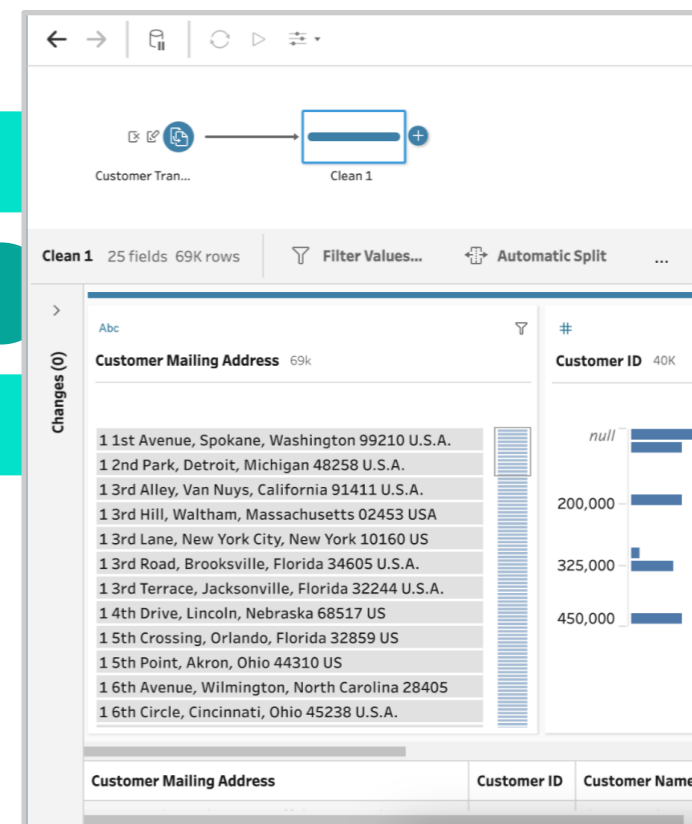 Customer Tran...
Clean 1
Clean 1 25 fields 69K rows Filter Values... Automatic Split ...
Changes (0)
Abc
Customer Mailing Address 69k
1 1st Avenue, Spokane, Washington 99210 U.S.A.
1 2nd Park, Detroit, Michigan 48258 U.S.A.
1 3rd Alley, Van Nuys, California 91411 U.S.A.
1 3rd Hill, Waltham, Massachusetts 02453 USA
1 3rd Lane, New York City, New York 10160 US
1 3rd Road, Brooksville, Florida 34605 U.S.A.
1 3rd Terrace, Jacksonville, Florida 32244 U.S.A.
1 4th Drive, Lincoln, Nebraska 68517 US
1 5th Crossing, Orlando, Florida 32859 US
1 5th Point, Akron, Ohio 44310 US
1 6th Avenue, Wilmington, North Carolina 28405
1 6th Circle, Cincinnati, Ohio 45238 U.S.A.
#
Customer ID 40K
null
200,000
325,000
450,000
Customer Mailing Address Customer ID Customer Name